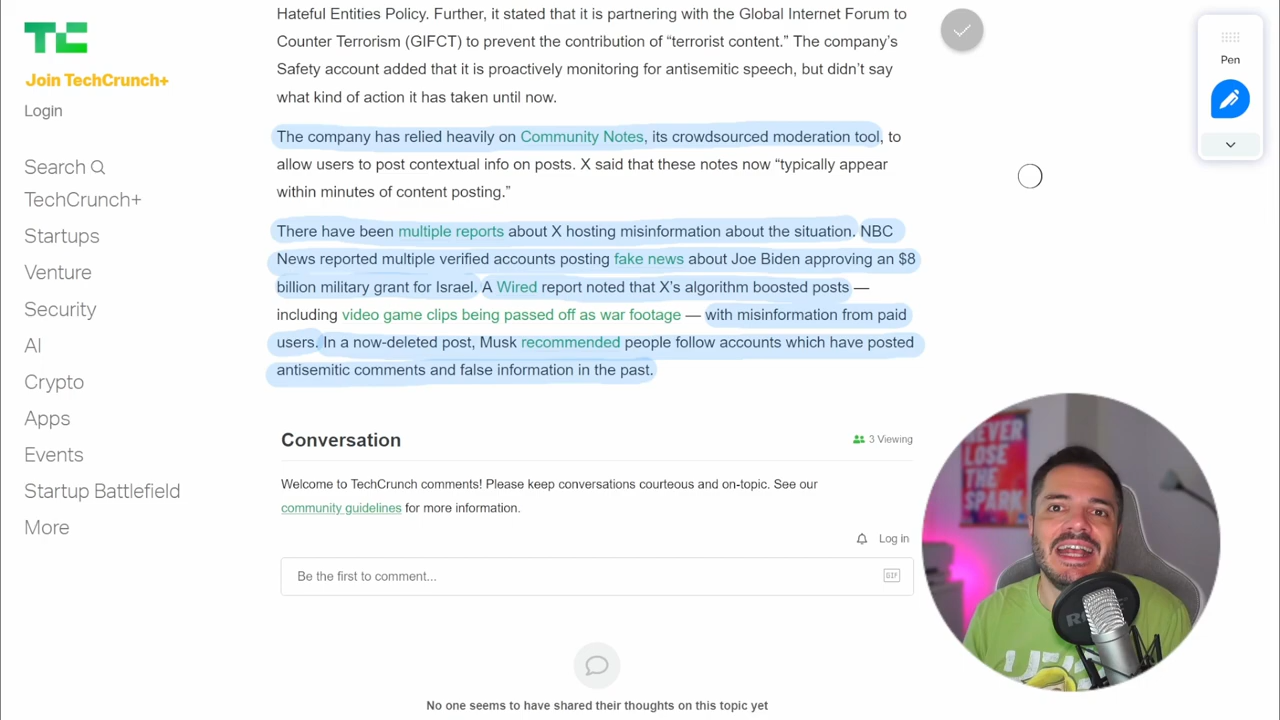 TC
Join TechCrunch+
Login
Search
TechCrunch+
Startups
Venture
Security
AI
Crypto
Apps
Events
Startup Battlefield
More
Hateful Entities Policy. Further, it stated that it is partnering with the Global Internet Forum to
Counter Terrorism (GIFCT) to prevent the contribution of “terrorist content.” The company’s
Safety account added that it is proactively monitoring for antisemitic speech, but didn’t say
what kind of action it has taken until now.
The company has relied heavily on Community Notes, its crowdsourced moderation tool, to
allow users to post contextual info on posts. X said that these notes now “typically appear
within minutes of content posting.”
There have been multiple reports about X hosting misinformation about the situation. NBC
News reported multiple verified accounts posting fake news about Joe Biden approving an $8
billion military grant for Israel. A Wired report noted that X’s algorithm boosted posts —
including video game clips being passed off as war footage — with misinformation from paid
users. In a now-deleted post, Musk recommended people follow accounts which have posted
antisemitic comments and false information in the past.
Conversation
3 Viewing
Welcome to TechCrunch comments! Please keep conversations courteous and on-topic. See our
community guidelines for more information.
Log in
Be the first to comment...
GIF
No one seems to have shared their thoughts on this topic yet
Pen
NEVER
LOSE
THE
SPARK